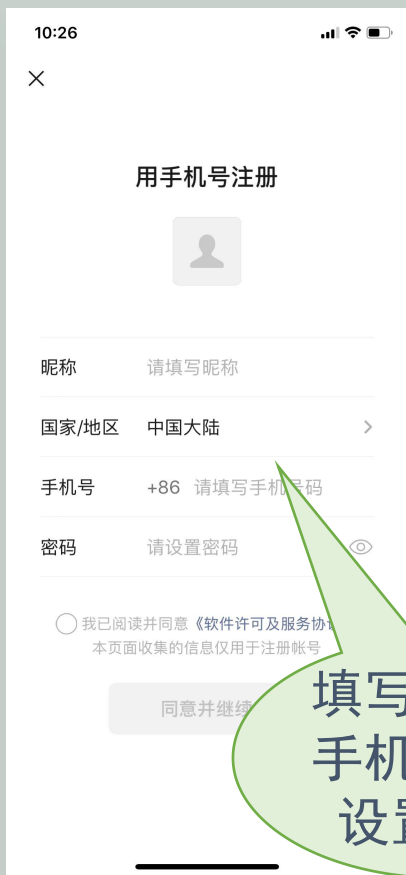 10:26
用手机号注册
昵称 请填写昵称
国家/地区 中国大陆
手机号 +86 请填写手机号码
密码 请设置密码
我已阅读并同意《软件许可及服务协
本页面收集的信息仅用于注册帐号
同意并继续
填写
手机
设置